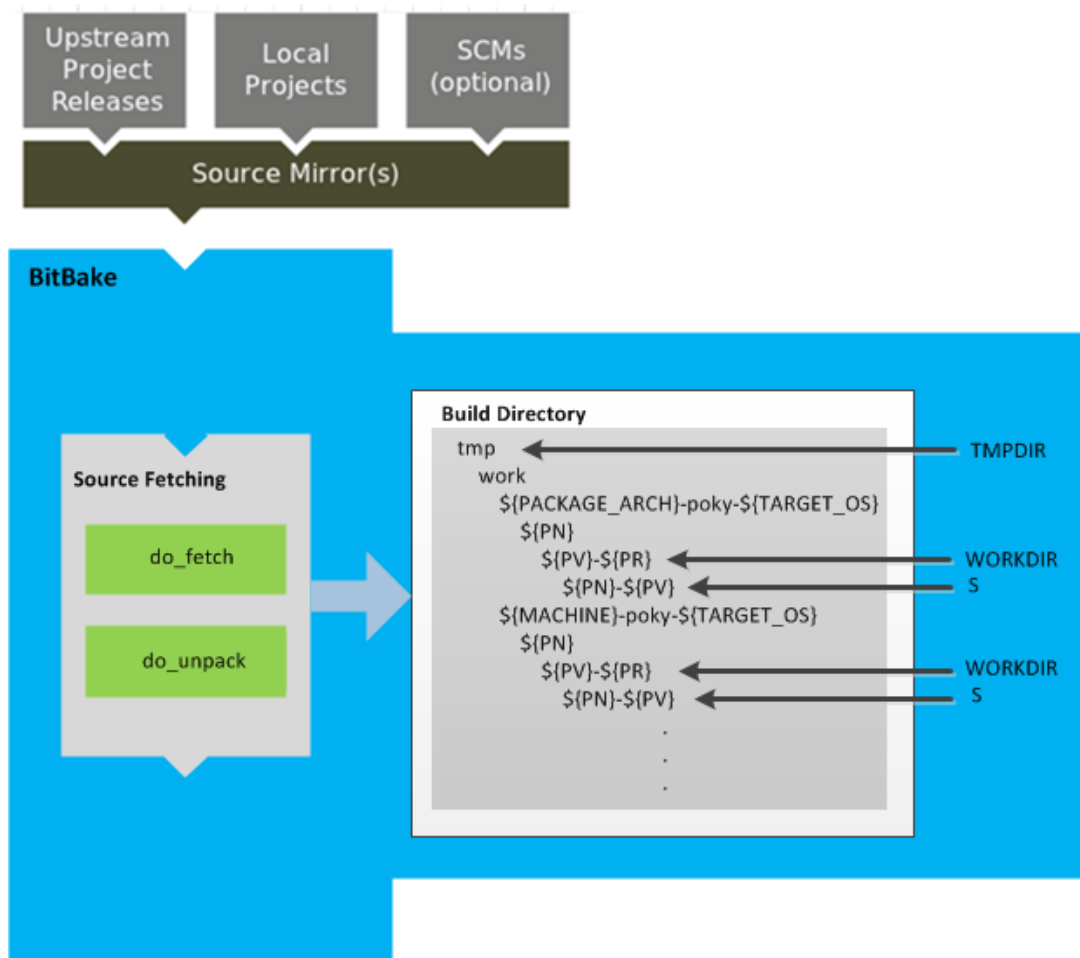 Upstream
Project
Releases
Local
Projects
SCMs
(optional)
Source Mirror(s)
BitBake
Source Fetching
do_fetch
do_unpack
Build Directory
tmp
TMPDIR
work
${PACKAGE_ARCH}-poky-${TARGET_OS}
${PN}
${PV}-${PR}
WORKDIR
${PN}-${PV}
S
${MACHINE}-poky-${TARGET_OS}
${PN}
${PV}-${PR}
WORKDIR
${PN}-${PV}
S
.
.
.